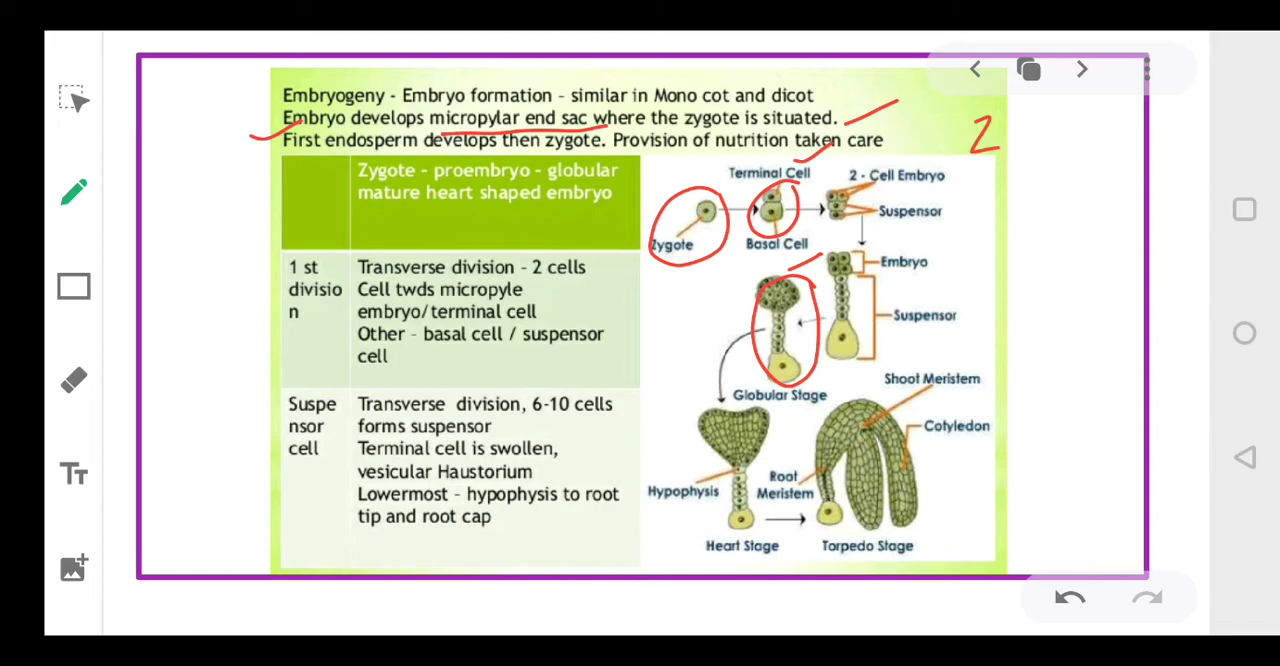 Embryogeny - Embryo formation - similar in Mono cot and dicot
Embryo develops micropylar end sac where the zygote is situated.
First endosperm develops then zygote. Provision of nutrition taken care
2
Zygote - proembryo - globular
mature heart shaped embryo
1 st
divisio
n
Transverse division - 2 cells
Cell twds micropyle
embryo/terminal cell
Other - basal cell / suspensor
cell
Suspe
nsor
cell
Transverse division, 6-10 cells
forms suspensor
Terminal cell is swollen,
vesicular Haustorium
Lowermost - hypophysis to root
tip and root cap
Terminal Cell
2 - Cell Embryo
Suspensor
Zygote
Basal Cell
Embryo
Suspensor
Globular Stage
Shoot Meristem
Cotyledon
Root
Meristem
Hypophysis
Heart Stage
Torpedo Stage
TT